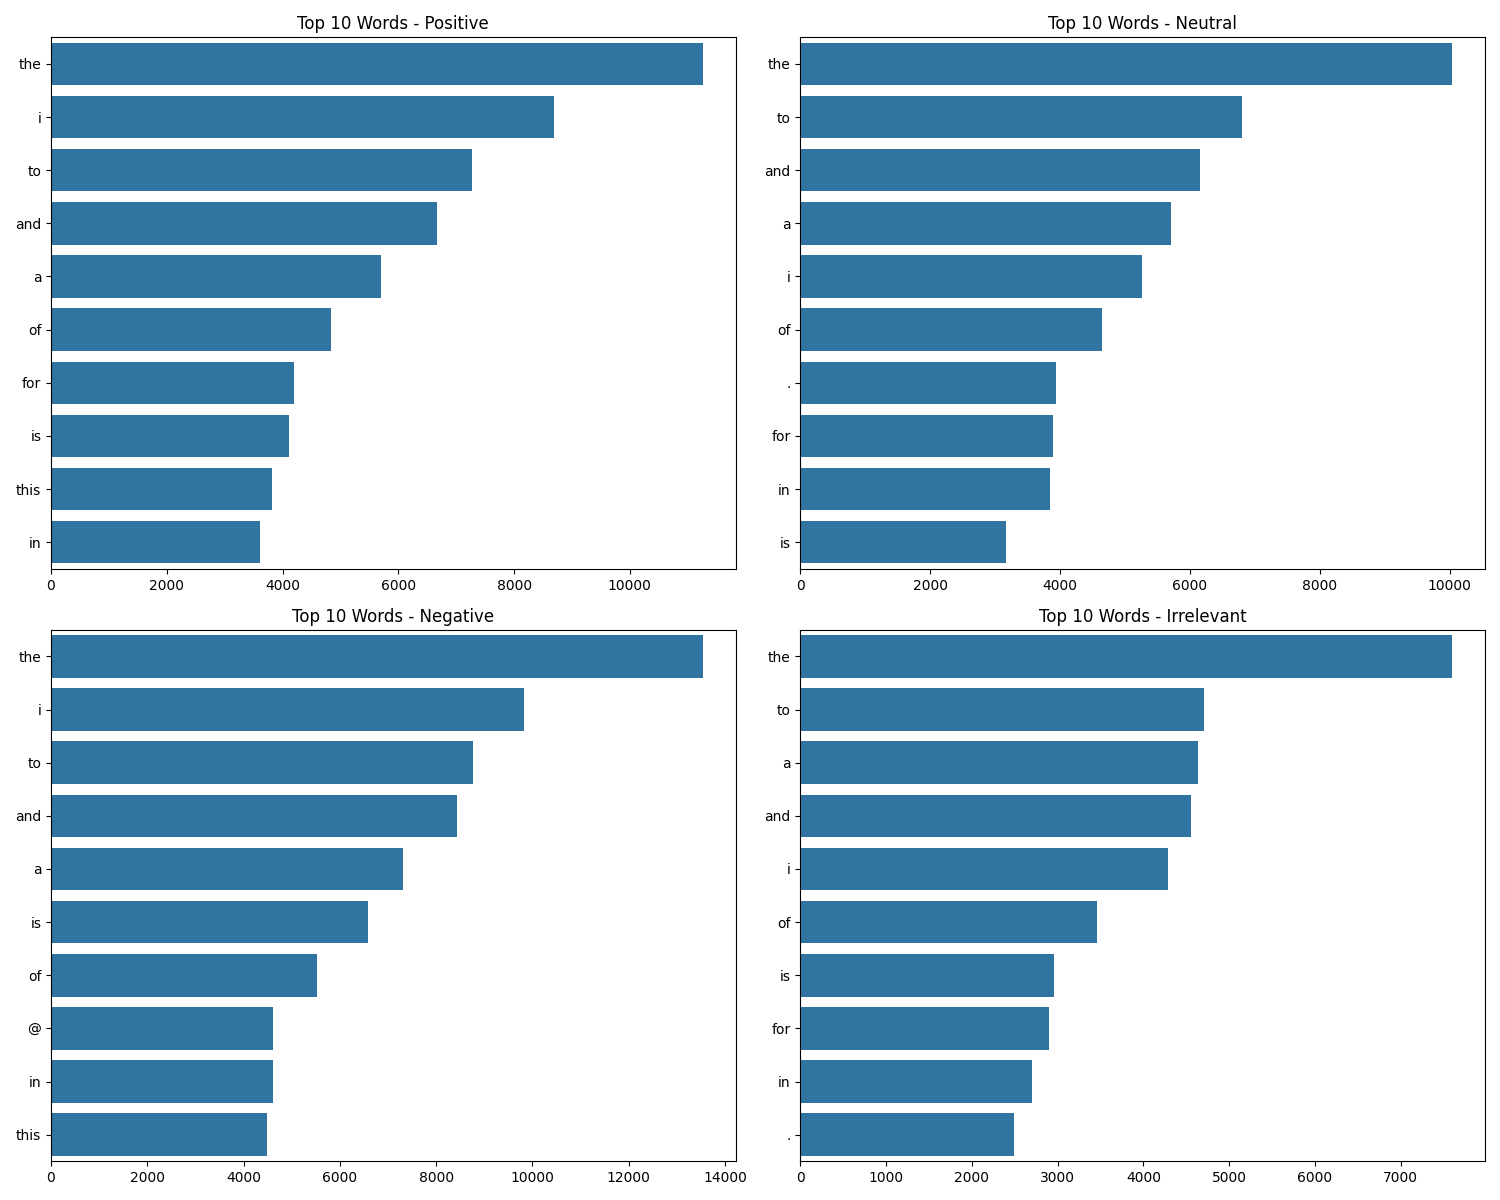 Top 10 Words - Positive
the
i
to
and
a
of
for
is
this
in
0 2000 4000 6000 8000 10000
Top 10 Words - Neutral
the
to
and
a
i
of
.
for
in
is
0 2000 4000 6000 8000 10000
Top 10 Words - Negative
the
i
to
and
a
is
of
@
in
this
0 2000 4000 6000 8000 10000 12000 14000
Top 10 Words - Irrelevant
the
to
a
and
i
of
is
for
in
.
0 1000 2000 3000 4000 5000 6000 7000